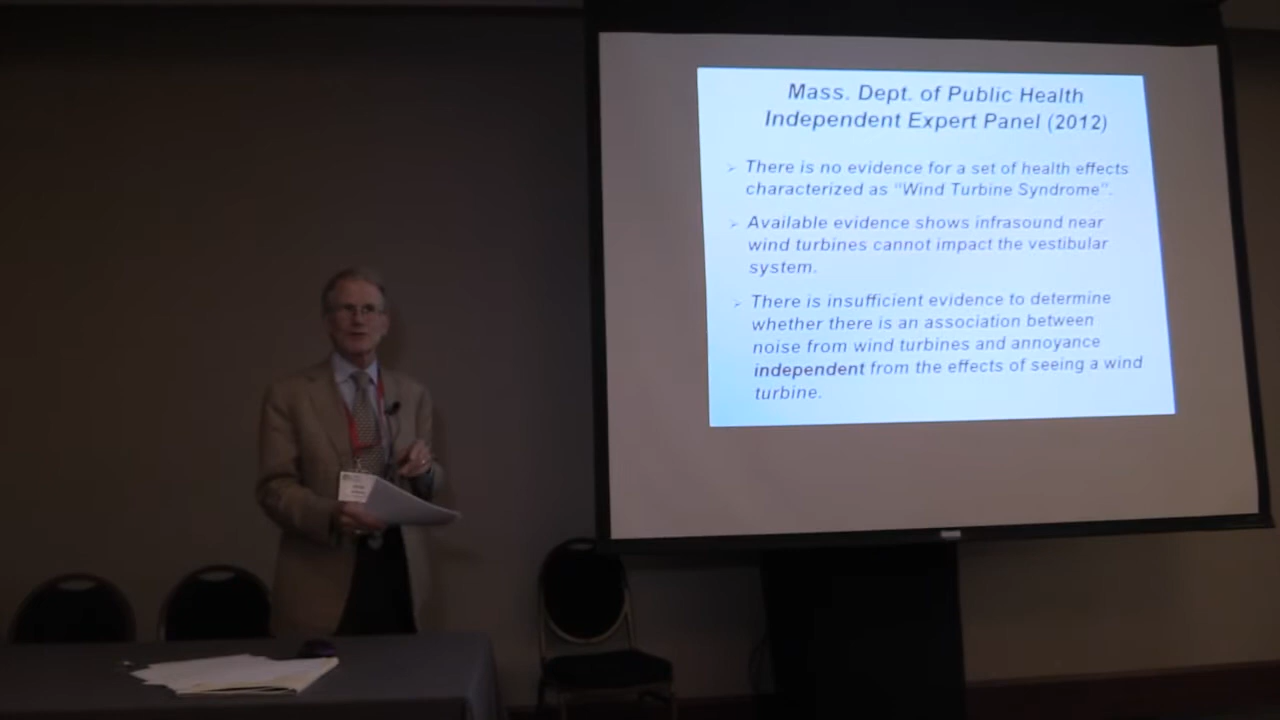 Mass. Dept. of Public Health
Independent Expert Panel (2012)
There is no evidence for a set of health effects
characterized as "Wind Turbine Syndrome".
Available evidence shows infrasound near
wind turbines cannot impact the vestibular
system.
There is insufficient evidence to determine
whether there is an association between
noise from wind turbines and annoyance
independent from the effects of seeing a wind
turbine.